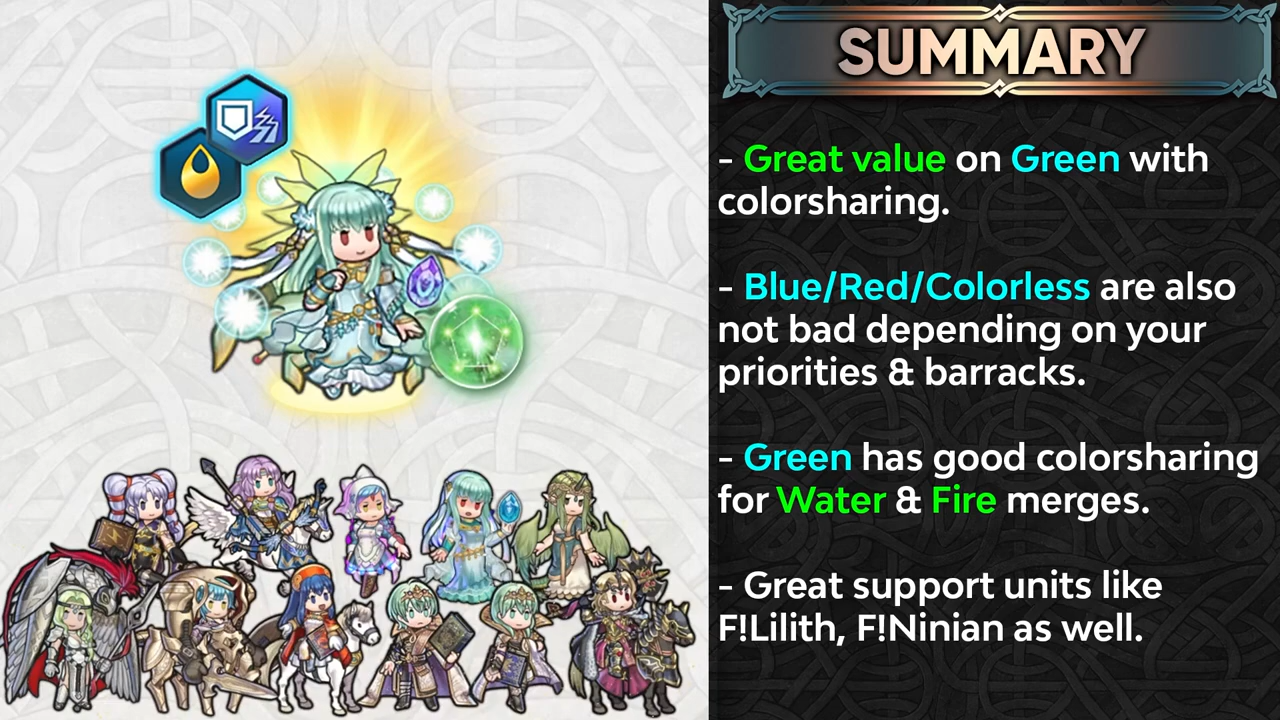 SUMMARY
- Great value on Green with
colorsharing.
- Blue/Red/Colorless are also
not bad depending on your
priorities & barracks.
- Green has good colorsharing
for Water & Fire merges.
- Great support units like
F!Lilith, F!Ninian as well.